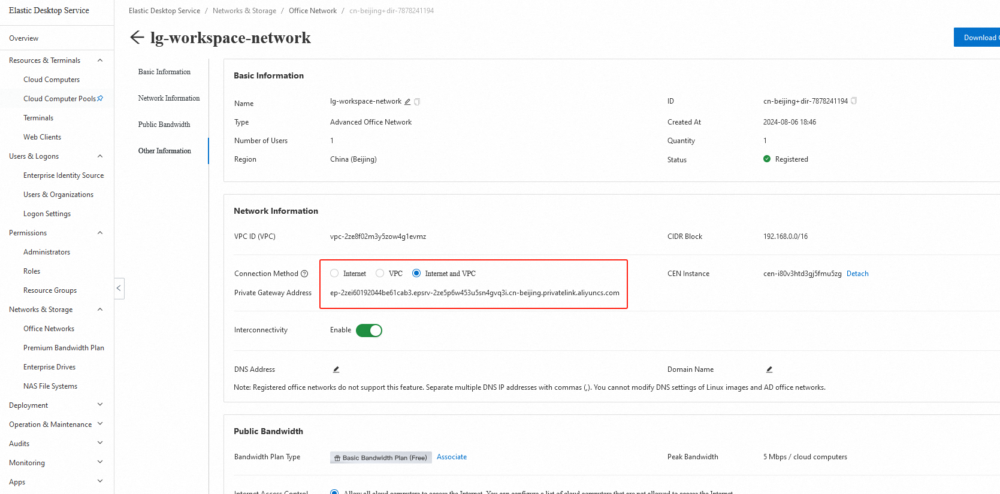 Elastic Desktop Service
Elastic Desktop Service / Networks & Storage / Office Network / cn-beijing+dir-7878241194
lg-workspace-network
Download
Overview
Resources & Terminals
Cloud Computers
Cloud Computer Pools
Terminals
Web Clients
Users & Logons
Enterprise Identity Source
Users & Organizations
Logon Settings
Permissions
Administrators
Roles
Resource Groups
Networks & Storage
Office Networks
Premium Bandwidth Plan
Enterprise Drives
NAS File Systems
Deployment
Operation & Maintenance
Audits
Monitoring
Apps
Basic Information
Network Information
Public Bandwidth
Other Information
Basic Information
Name lg-workspace-network ID cn-beijing+dir-7878241194
Type Advanced Office Network Created At 2024-08-06 18:46
Number of Users 1 Quantity 1
Region China (Beijing) Status Registered
Network Information
VPC ID (VPC) vpc-2ze8f02m3y5zow4g1evmz CIDR Block 192.168.0.0/16
Connection Method Internet VPC Internet and VPC CEN Instance cen-i80v3htd3gj5fmu5zg Detach
Private Gateway Address ep-2zei60192044be61cab3.epsrv-2ze5p6w453u5sn4gvq3i.cn-beijing.privatelink.aliyuncs.com
Interconnectivity Enable
DNS Address Domain Name
Note: Registered office networks do not support this feature. Separate multiple DNS IP addresses with commas (,). You cannot modify DNS settings of Linux images and AD office networks.
Public Bandwidth
Bandwidth Plan Type Basic Bandwidth Plan (Free) Associate Peak Bandwidth 5 Mbps / cloud computers
Internet Access Control Allow all cloud computers to access the Internet. You can configure a list of cloud computers that are not allowed to access the Internet.